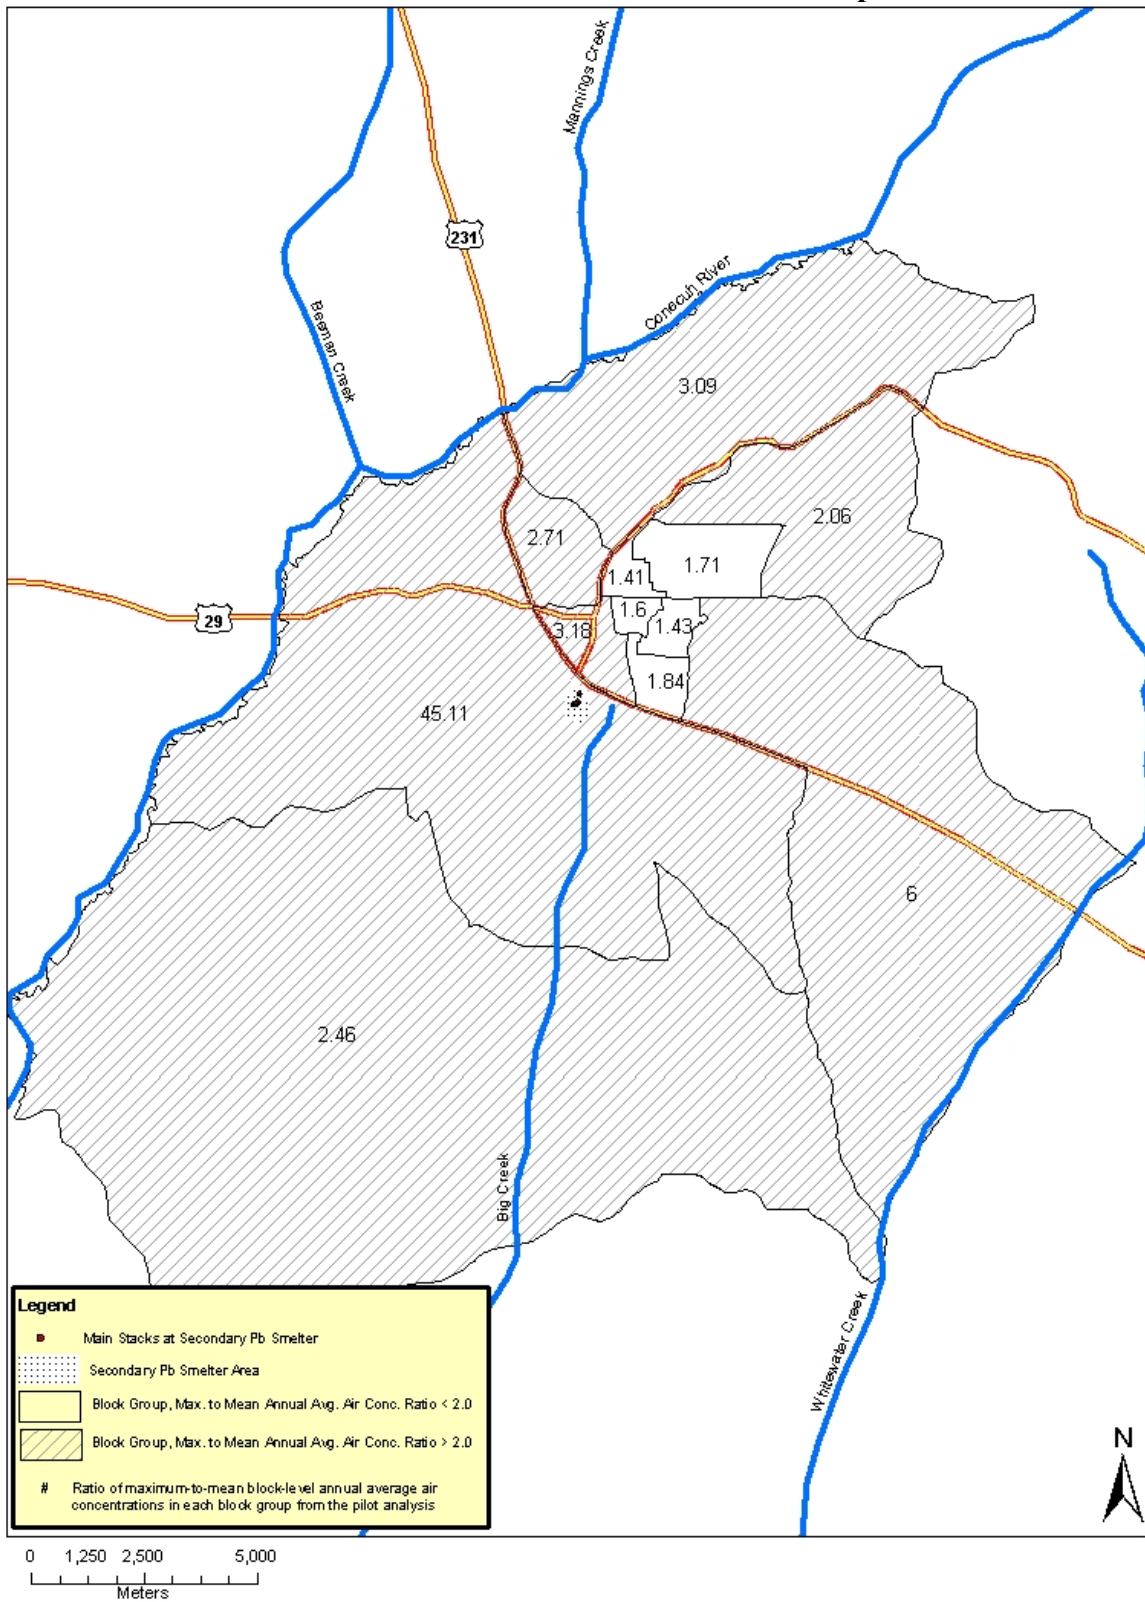 Mannings Creek
231
Conecuh River
Beeman Creek
3.09
2.06
2.71
1.71
1.41
1.6
29
3.18
1.43
1.84
45.11
6
2.46
Big Creek
Whitewater Creek
Legend
Main Stacks at Secondary Pb Smelter
Secondary Pb Smelter Area
Block Group, Max. to Mean Annual Avg. Air Conc. Ratio < 2.0
Block Group, Max. to Mean Annual Avg. Air Conc. Ratio > 2.0
# Ratio of maximum-to-mean block-level annual average air
concentrations in each block group from the pilot analysis
N
0 1,250 2,500 5,000
Meters